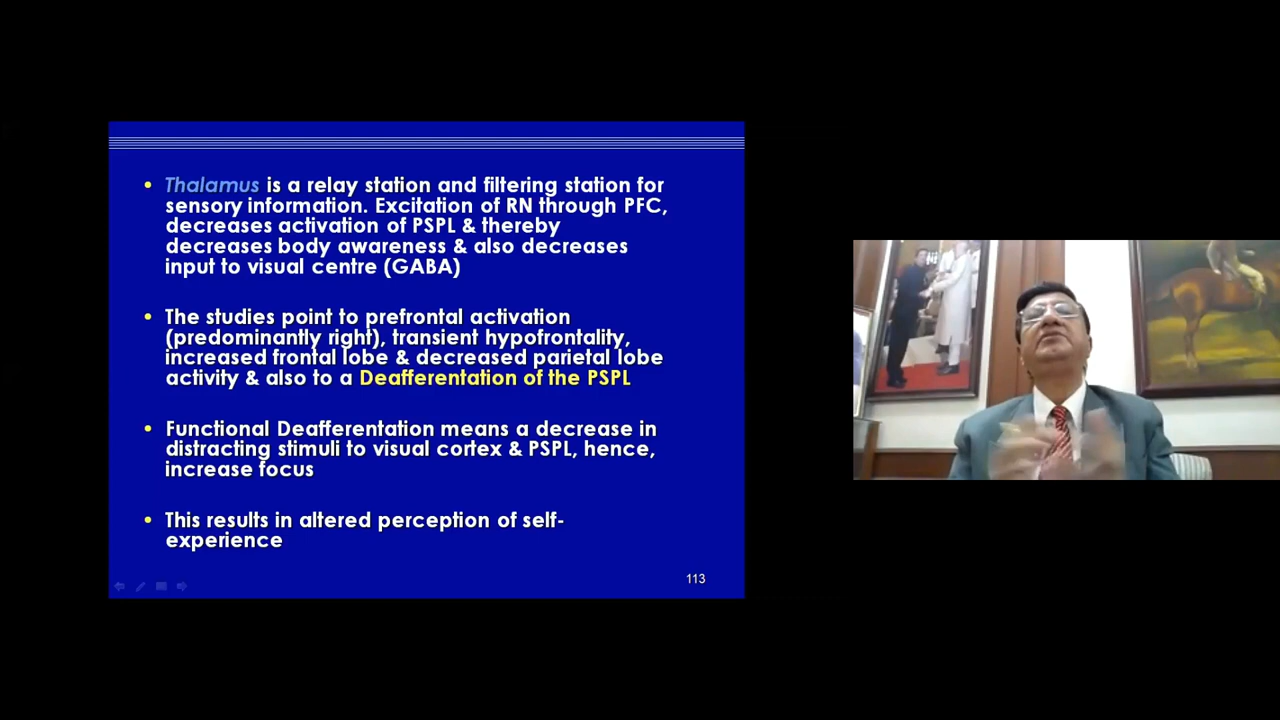 • Thalamus is a relay station and filtering station for
sensory information. Excitation of RN through PFC,
decreases activation of PSPL & thereby
decreases body awareness & also decreases
input to visual centre (GABA)
• The studies point to prefrontal activation
(predominantly right), transient hypofrontality,
increased frontal lobe & decreased parietal lobe
activity & also to a Deafferentation of the PSPL
• Functional Deafferentation means a decrease in
distracting stimuli to visual cortex & PSPL, hence,
increase focus
• This results in altered perception of self-
experience
113